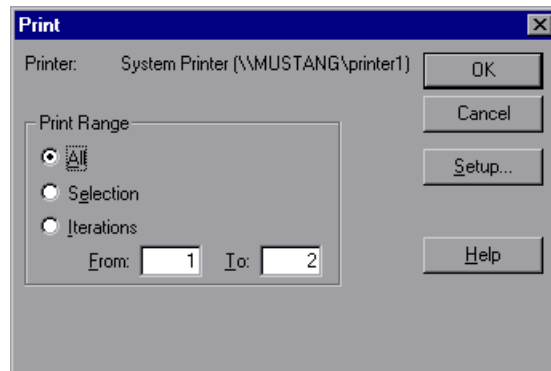 Print
Printer: System Printer (\\MUSTANG\printer1)
OK
Cancel
Setup...
Help
Print Range
All
Selection
Iterations
From: 1 To: 2